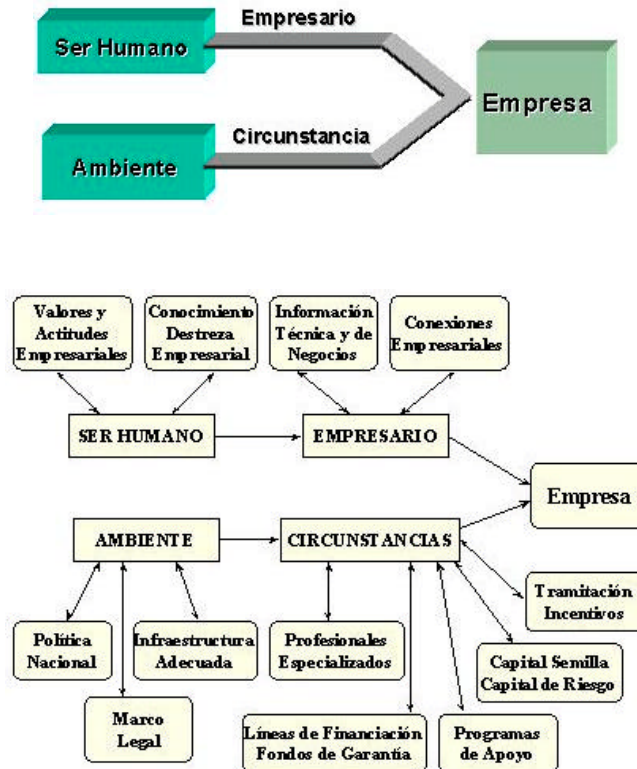 Empresario
Ser Humano
Empresa
Circunstancia
Ambiente
Valores y
Actitudes
Empresariales
Conocimiento
Destreza
Empresarial
Información
Técnica y de
Negocios
Conexiones
Empresariales
SER HUMANO
EMPRESARIO
Empresa
AMBIENTE
CIRCUNSTANCIAS
Tramitación
Incentivos
Política
Nacional
Infraestructura
Adecuada
Profesionales
Especializados
Capital Semilla
Capital de Riesgo
Marco
Legal
Líneas de Financiación
Fondos de Garantía
Programas
de Apoyo